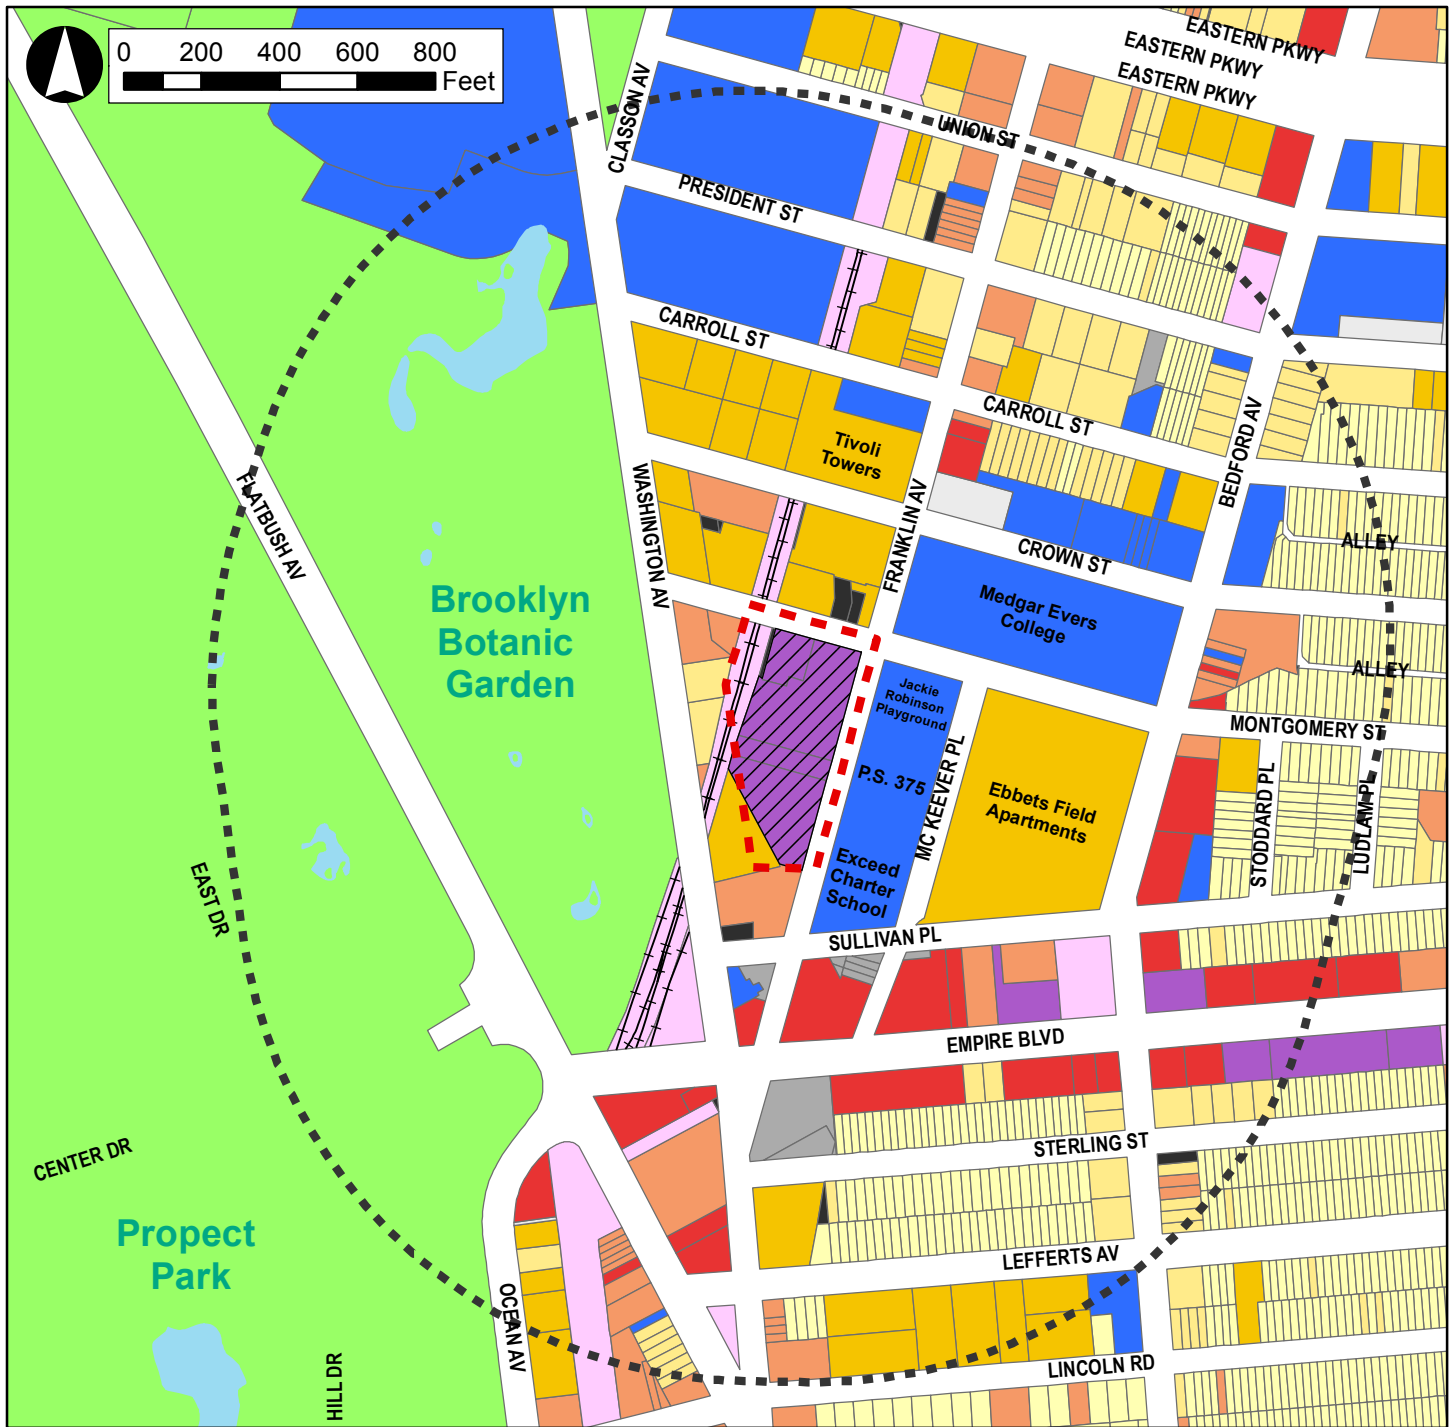 0 200 400 600 800
Feet
EASTERN PKWY
EASTERN PKWY
EASTERN PKWY
CLASSON AV
UNION ST
PRESIDENT ST
CARROLL ST
CARROLL ST
Tivoli
Towers
BEDFORD AV
WASHINGTON AV
FRANKLIN AV
FLATBUSH AV
CROWN ST
ALLEY
Brooklyn
Botanic
Garden
Medgar Evers
College
ALLEY
Jackie
Robinson
Playground
MONTGOMERY ST
P.S. 375
MC KEEVER PL
Ebbets Field
Apartments
STODDARD PL
LUDLAM PL
Exceed
Charter
School
EAST DR
SULLIVAN PL
EMPIRE BLVD
STERLING ST
CENTER DR
Propect
Park
LEFFERTS AV
OCEAN AV
HILL DR
LINCOLN RD